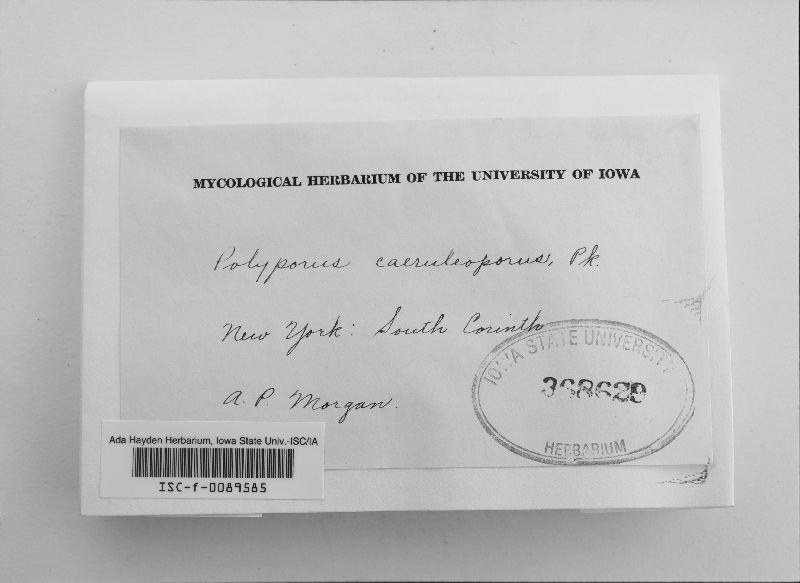 MYCOLOGICAL HERBARIUM OF THE UNIVERSITY OF IOWA
Polyporus caeruleoporus, Pk.
New York: South Corinth
A. P. Morgan.
IOWA STATE UNIVERSITY
368629
HERBARIUM
Ada Hayden Herbarium, Iowa State Univ.-ISC/IA
ISC-f-0089585